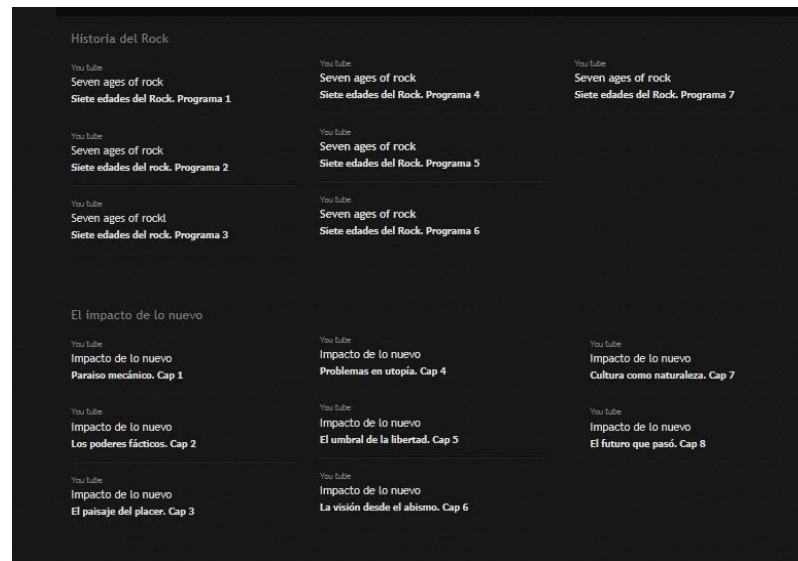 Historia del Rock
You tube
Seven ages of rock
Siete edades del Rock. Programa 1
You tube
Seven ages of rock
Siete edades del rock. Programa 2
You tube
Seven ages of rockl
Siete edades del rock. Programa 3
You tube
Seven ages of rock
Siete edades del Rock. Programa 4
You tube
Seven ages of rock
Siete edades del Rock. Programa 5
You tube
Seven ages of rock
Siete edades del Rock. Programa 6
You tube
Seven ages of rock
Siete edades del Rock. Programa 7
El impacto de lo nuevo
You tube
Impacto de lo nuevo
Paraiso mecánico. Cap 1
You tube
Impacto de lo nuevo
Los poderes fácticos. Cap 2
You tube
Impacto de lo nuevo
El paisaje del placer. Cap 3
You tube
Impacto de lo nuevo
Problemas en utopía. Cap 4
You tube
Impacto de lo nuevo
El umbral de la libertad. Cap 5
You tube
Impacto de lo nuevo
La visión desde el abismo. Cap 6
You tube
Impacto de lo nuevo
Cultura como naturaleza. Cap 7
You tube
Impacto de lo nuevo
El futuro que pasó. Cap 8